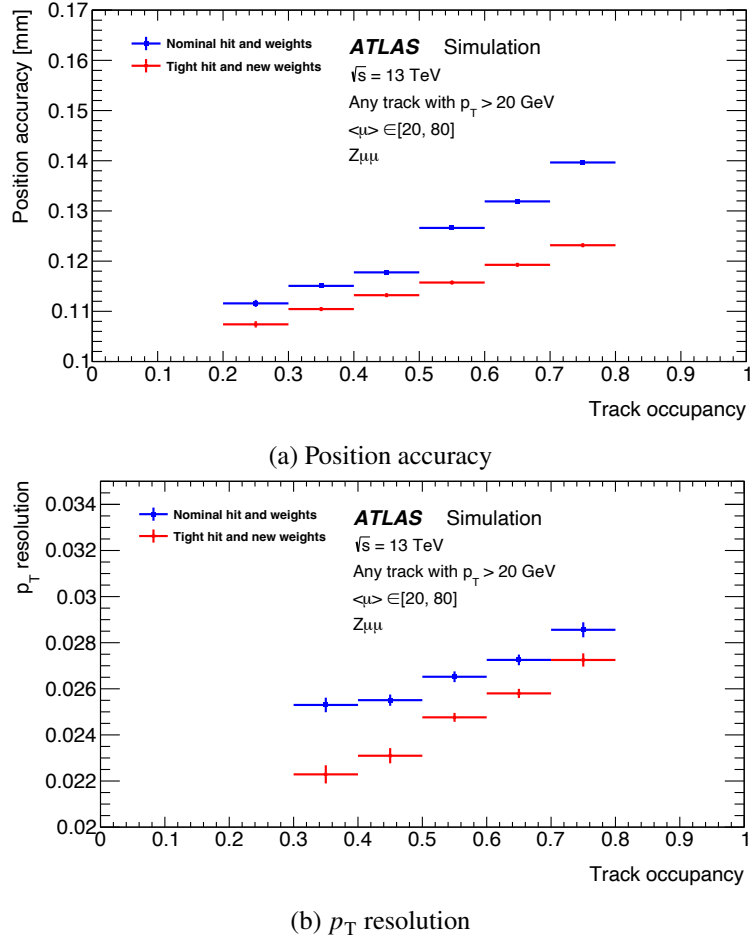 Position accuracy [mm]
0.17
0.16
0.15
0.14
0.13
0.12
0.11
0.1
Nominal hit and weights
Tight hit and new weights
ATLAS Simulation
√s = 13 TeV
Any track with p_T > 20 GeV
<μ> ∈[20, 80]
Zμμ
0 0.1 0.2 0.3 0.4 0.5 0.6 0.7 0.8 0.9 1
Track occupancy
(a) Position accuracy
p_T resolution
0.034
0.032
0.03
0.028
0.026
0.024
0.022
0.02
Nominal hit and weights
Tight hit and new weights
ATLAS Simulation
√s = 13 TeV
Any track with p_T > 20 GeV
<μ> ∈[20, 80]
Zμμ
0 0.1 0.2 0.3 0.4 0.5 0.6 0.7 0.8 0.9 1
Track occupancy
(b) p_T resolution